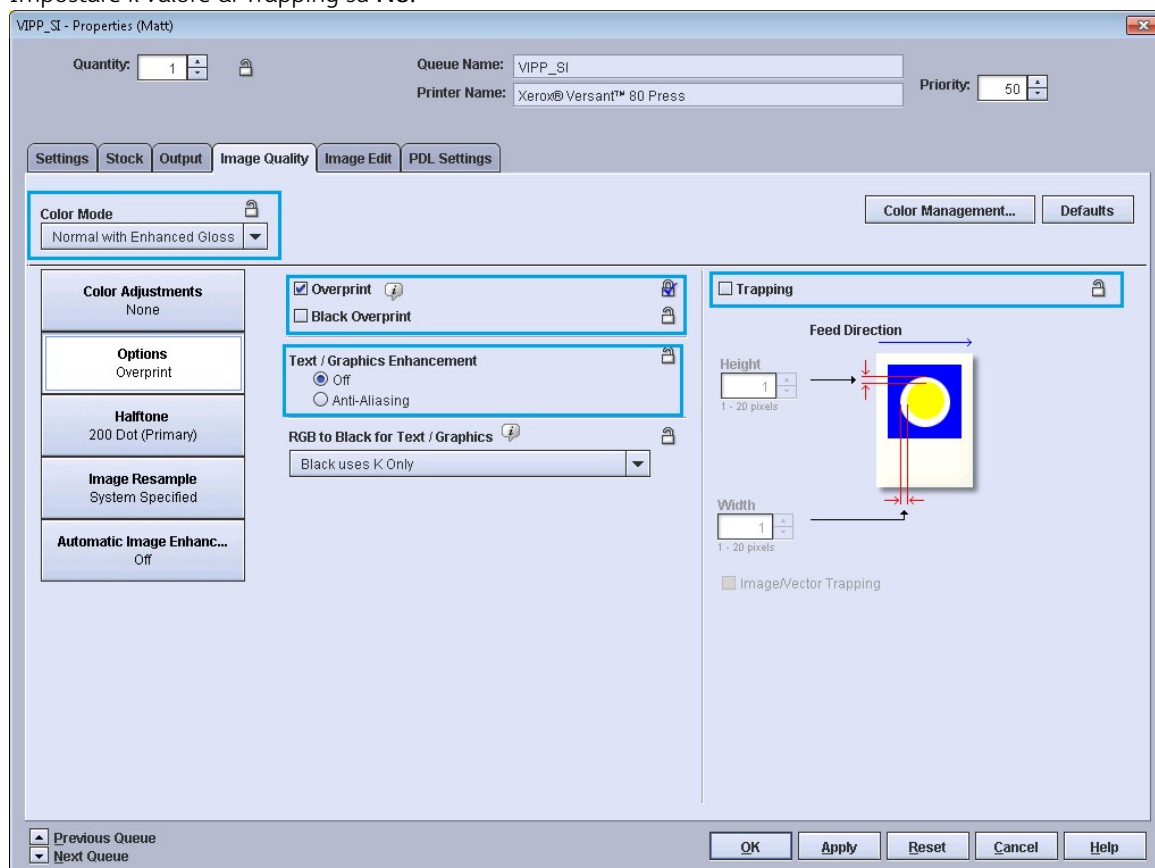 Impostare il valore di Trapping su No.
VIPP_SI - Properties (Matt)
Quantity: 1
Queue Name: VIPP_SI
Printer Name: Xerox® Versant™ 80 Press
Priority: 50
Settings Stock Output Image Quality Image Edit PDL Settings
Color Mode
Normal with Enhanced Gloss
Color Management... Defaults
Color Adjustments
None
Options
Overprint
Halftone
200 Dot (Primary)
Image Resample
System Specified
Automatic Image Enhanc...
Off
Overprint
Black Overprint
Text / Graphics Enhancement
Off
Anti-Aliasing
RGB to Black for Text / Graphics
Black uses K Only
Trapping
Feed Direction
Height
1
1 - 20 pixels
Width
1
1 - 20 pixels
Image/Vector Trapping
Previous Queue
Next Queue
OK Apply Reset Cancel Help